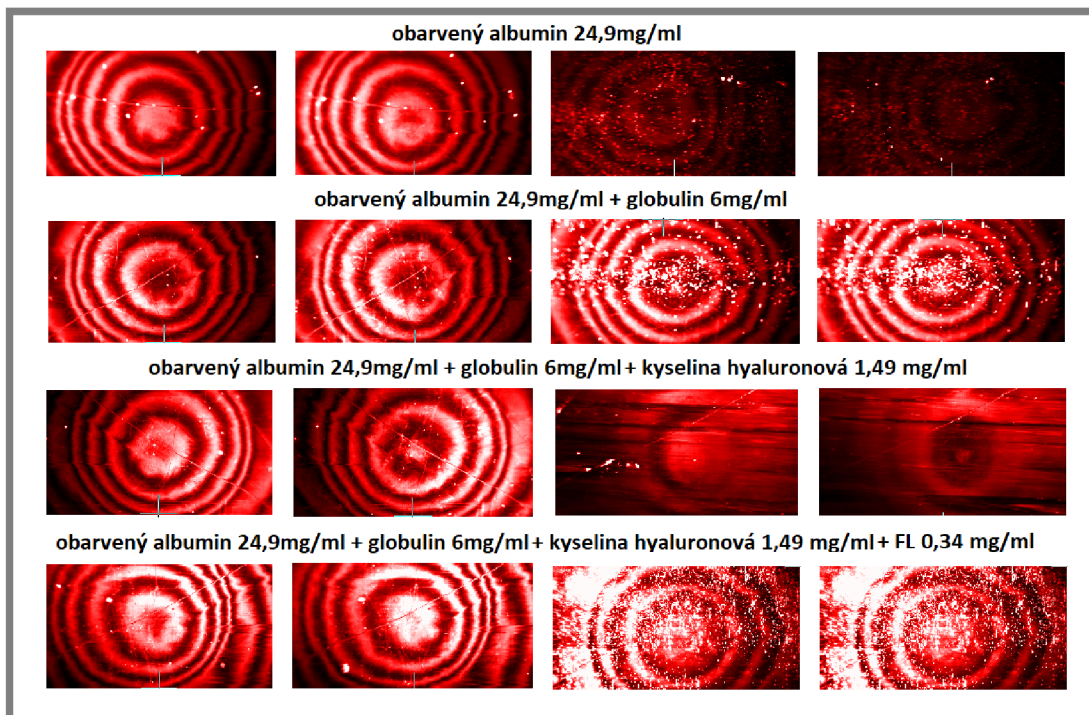 obarvený albumin 24,9mg/ml
obarvený albumin 24,9mg/ml + globulin 6mg/ml
obarvený albumin 24,9mg/ml + globulin 6mg/ml + kyselina hyaluronová 1,49 mg/ml
obarvený albumin 24,9mg/ml + globulin 6mg/ml + kyselina hyaluronová 1,49 mg/ml + FL 0,34 mg/ml